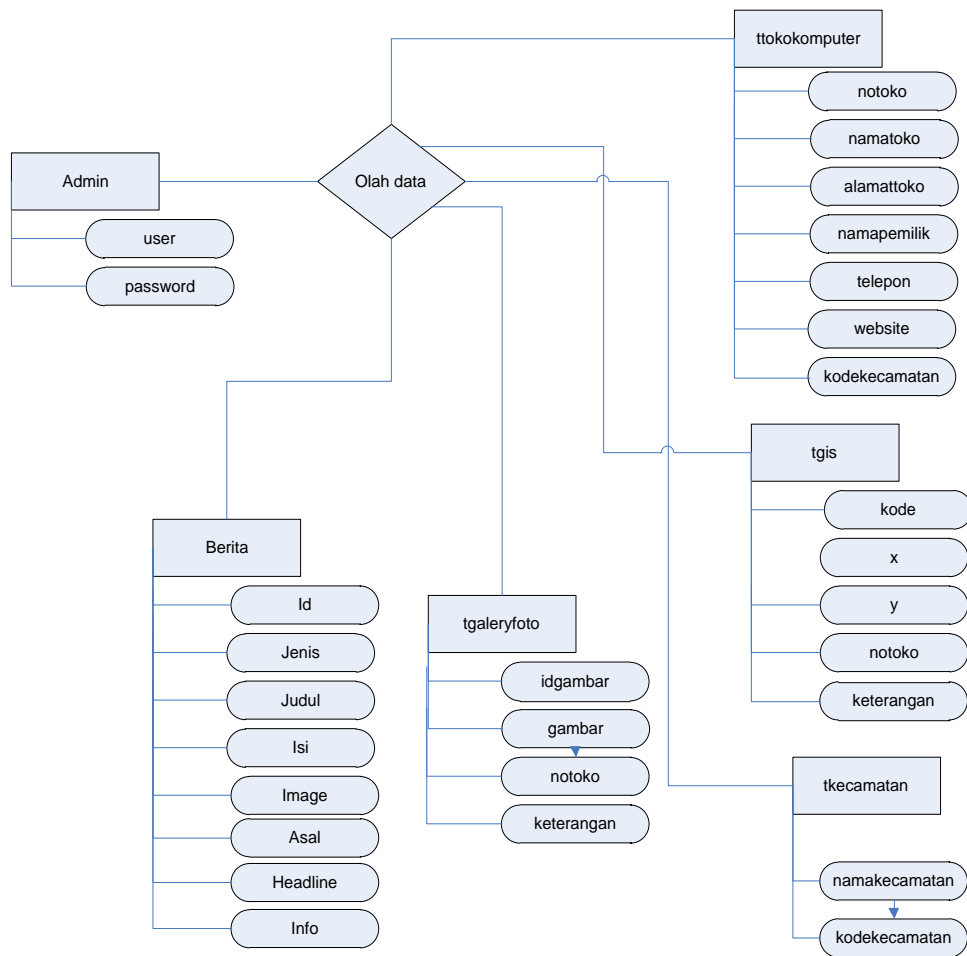 ttokokomputer
notoko
namatoko
alamattoko
namapemilik
telepon
website
kodekecamatan
Admin
user
password
Olah data
tgis
kode
x
y
notoko
keterangan
Berita
Id
Jenis
Judul
Isi
Image
Asal
Headline
Info
tgaleryfoto
idgambar
gambar
notoko
keterangan
tkecamatan
namakecamatan
kodekecamatan